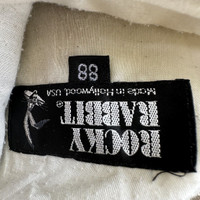 ROCKY
RABBIT®
Made in Hollywood, USA
88